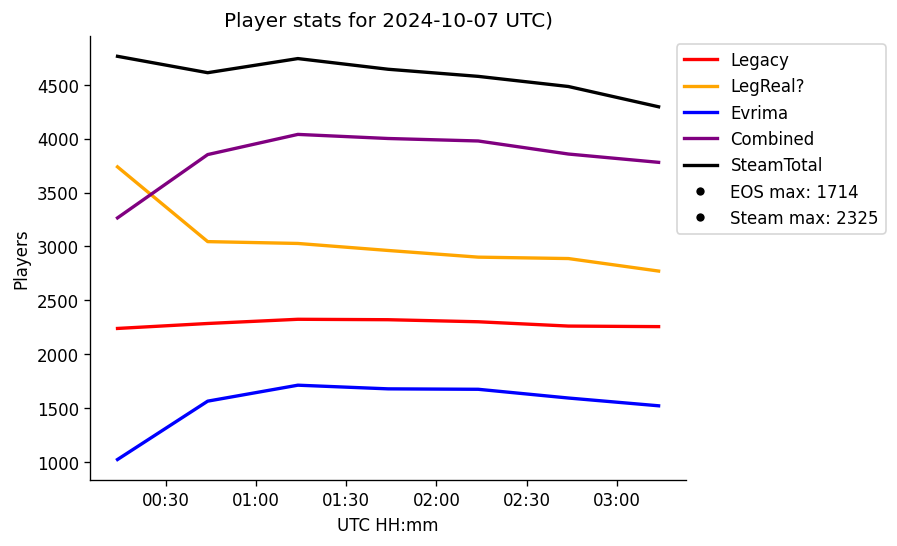 Player stats for 2024-10-07 UTC)
Legacy
LegReal?
Evrima
Combined
SteamTotal
EOS max: 1714
Steam max: 2325
Players
4500
4000
3500
3000
2500
2000
1500
1000
00:30 01:00 01:30 02:00 02:30 03:00
UTC HH:mm